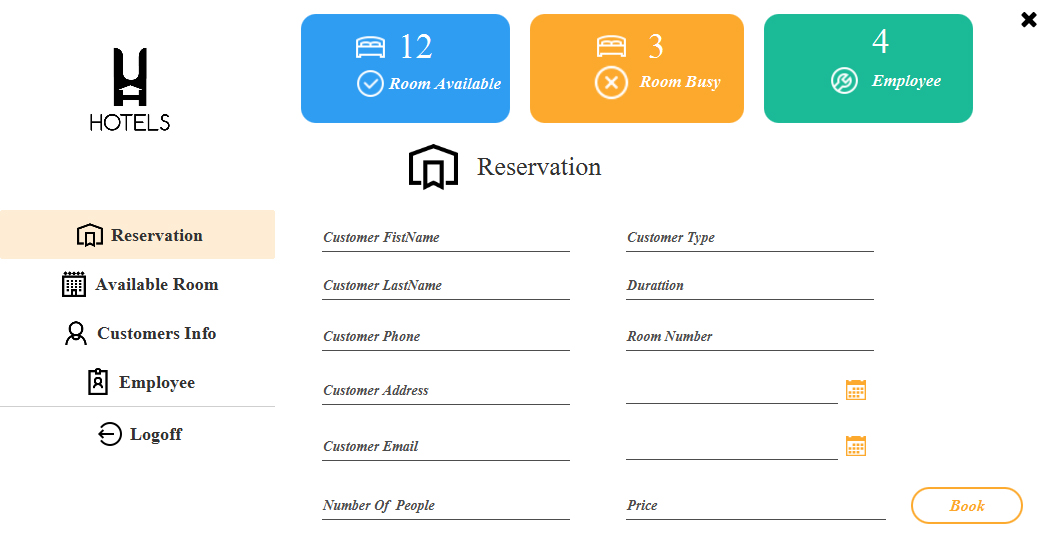 HOTELS
12
Room Available
3
Room Busy
4
Employee
Reservation
Reservation
Available Room
Customers Info
Employee
Logoff
Customer FistName
Customer Type
Customer LastName
Durattion
Customer Phone
Room Number
Customer Address
Customer Email
Number Of People
Price
Book